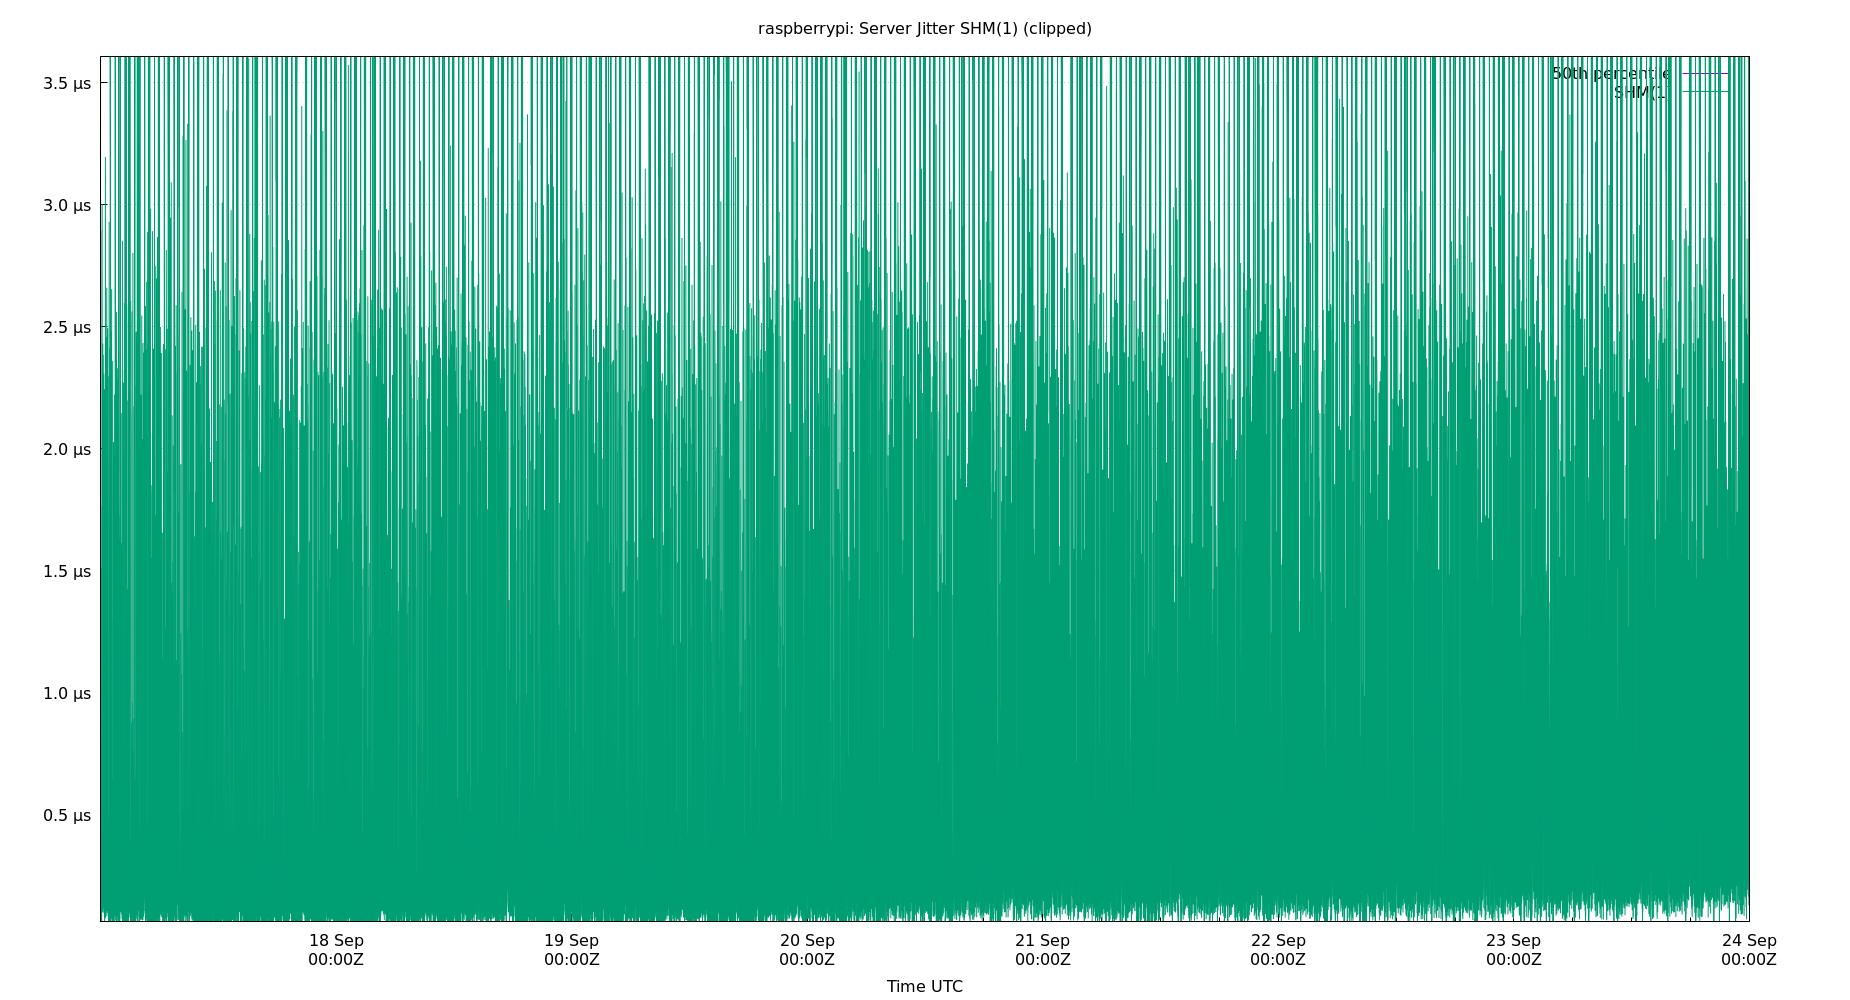 raspberrypi: Server Jitter SHM(1) (clipped)
50th percentile
SHM(1)
3.5 µs
3.0 µs
2.5 µs
2.0 µs
1.5 µs
1.0 µs
0.5 µs
18 Sep
00:00Z
19 Sep
00:00Z
20 Sep
00:00Z
21 Sep
00:00Z
22 Sep
00:00Z
23 Sep
00:00Z
24 Sep
00:00Z
Time UTC